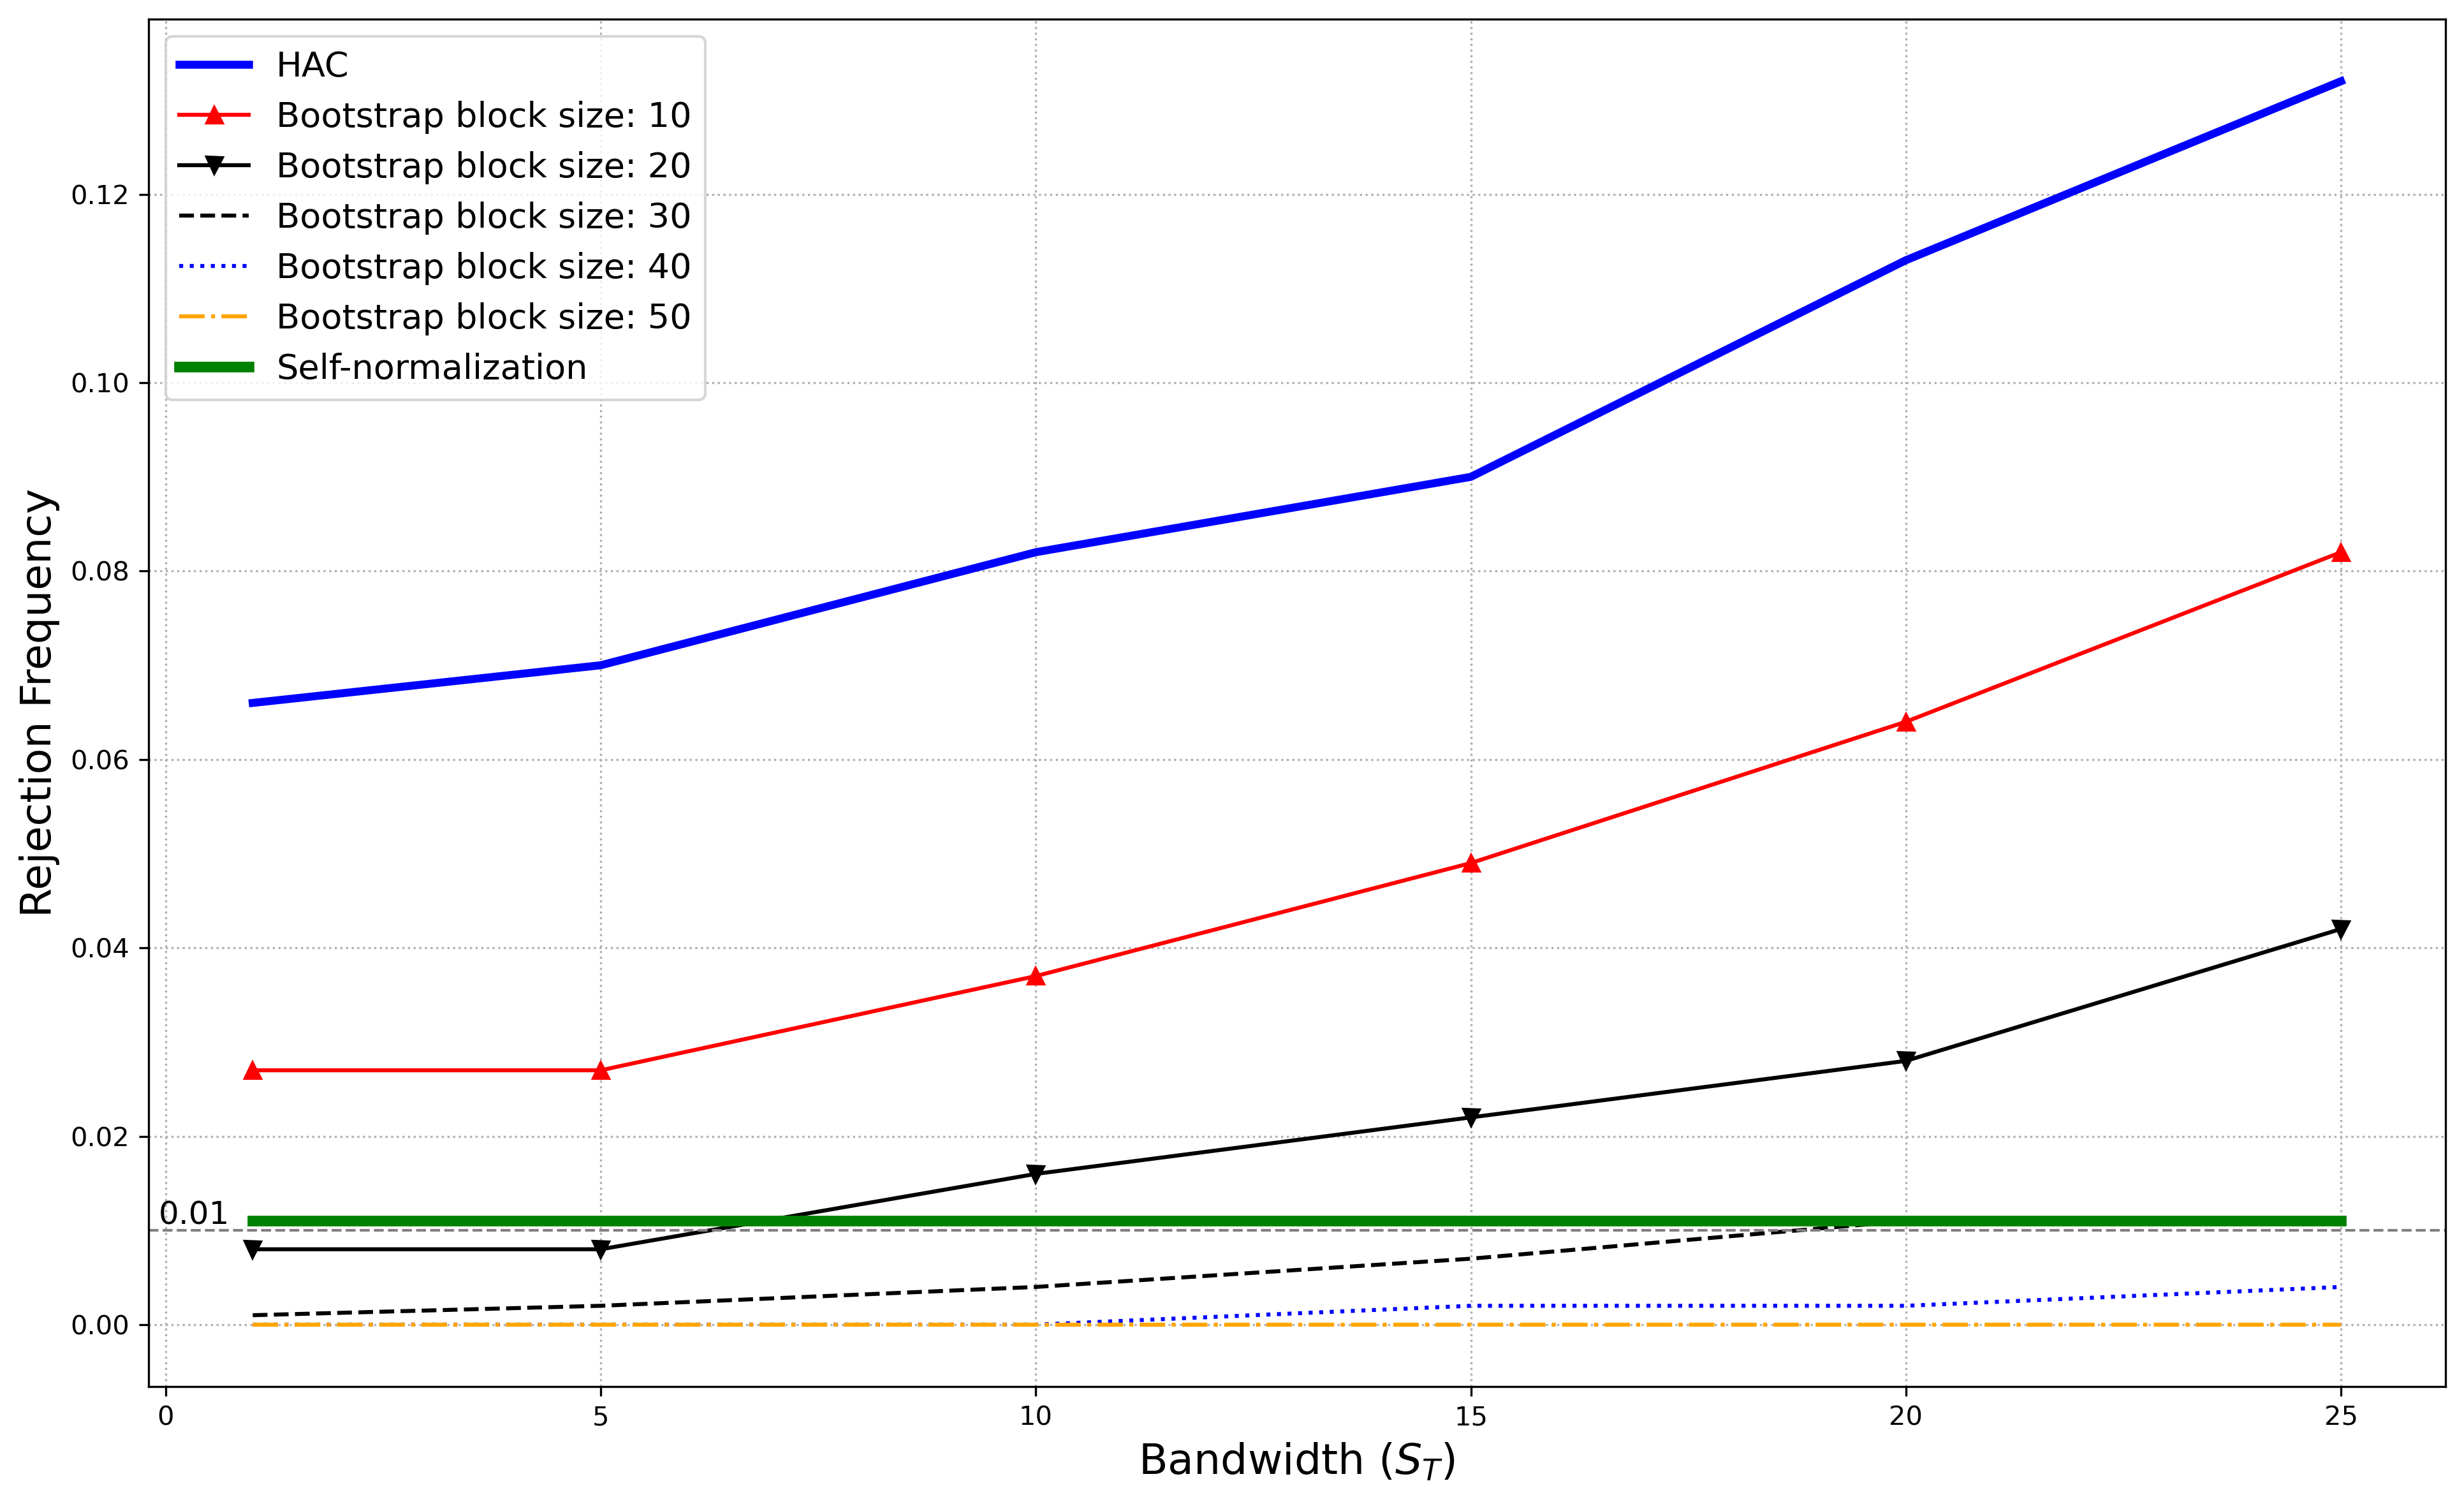 HAC
Bootstrap block size: 10
Bootstrap block size: 20
Bootstrap block size: 30
Bootstrap block size: 40
Bootstrap block size: 50
Self-normalization
Rejection Frequency
0.12
0.10
0.08
0.06
0.04
0.02
0.01
0.00
0 5 10 15 20 25
Bandwidth (S_T)